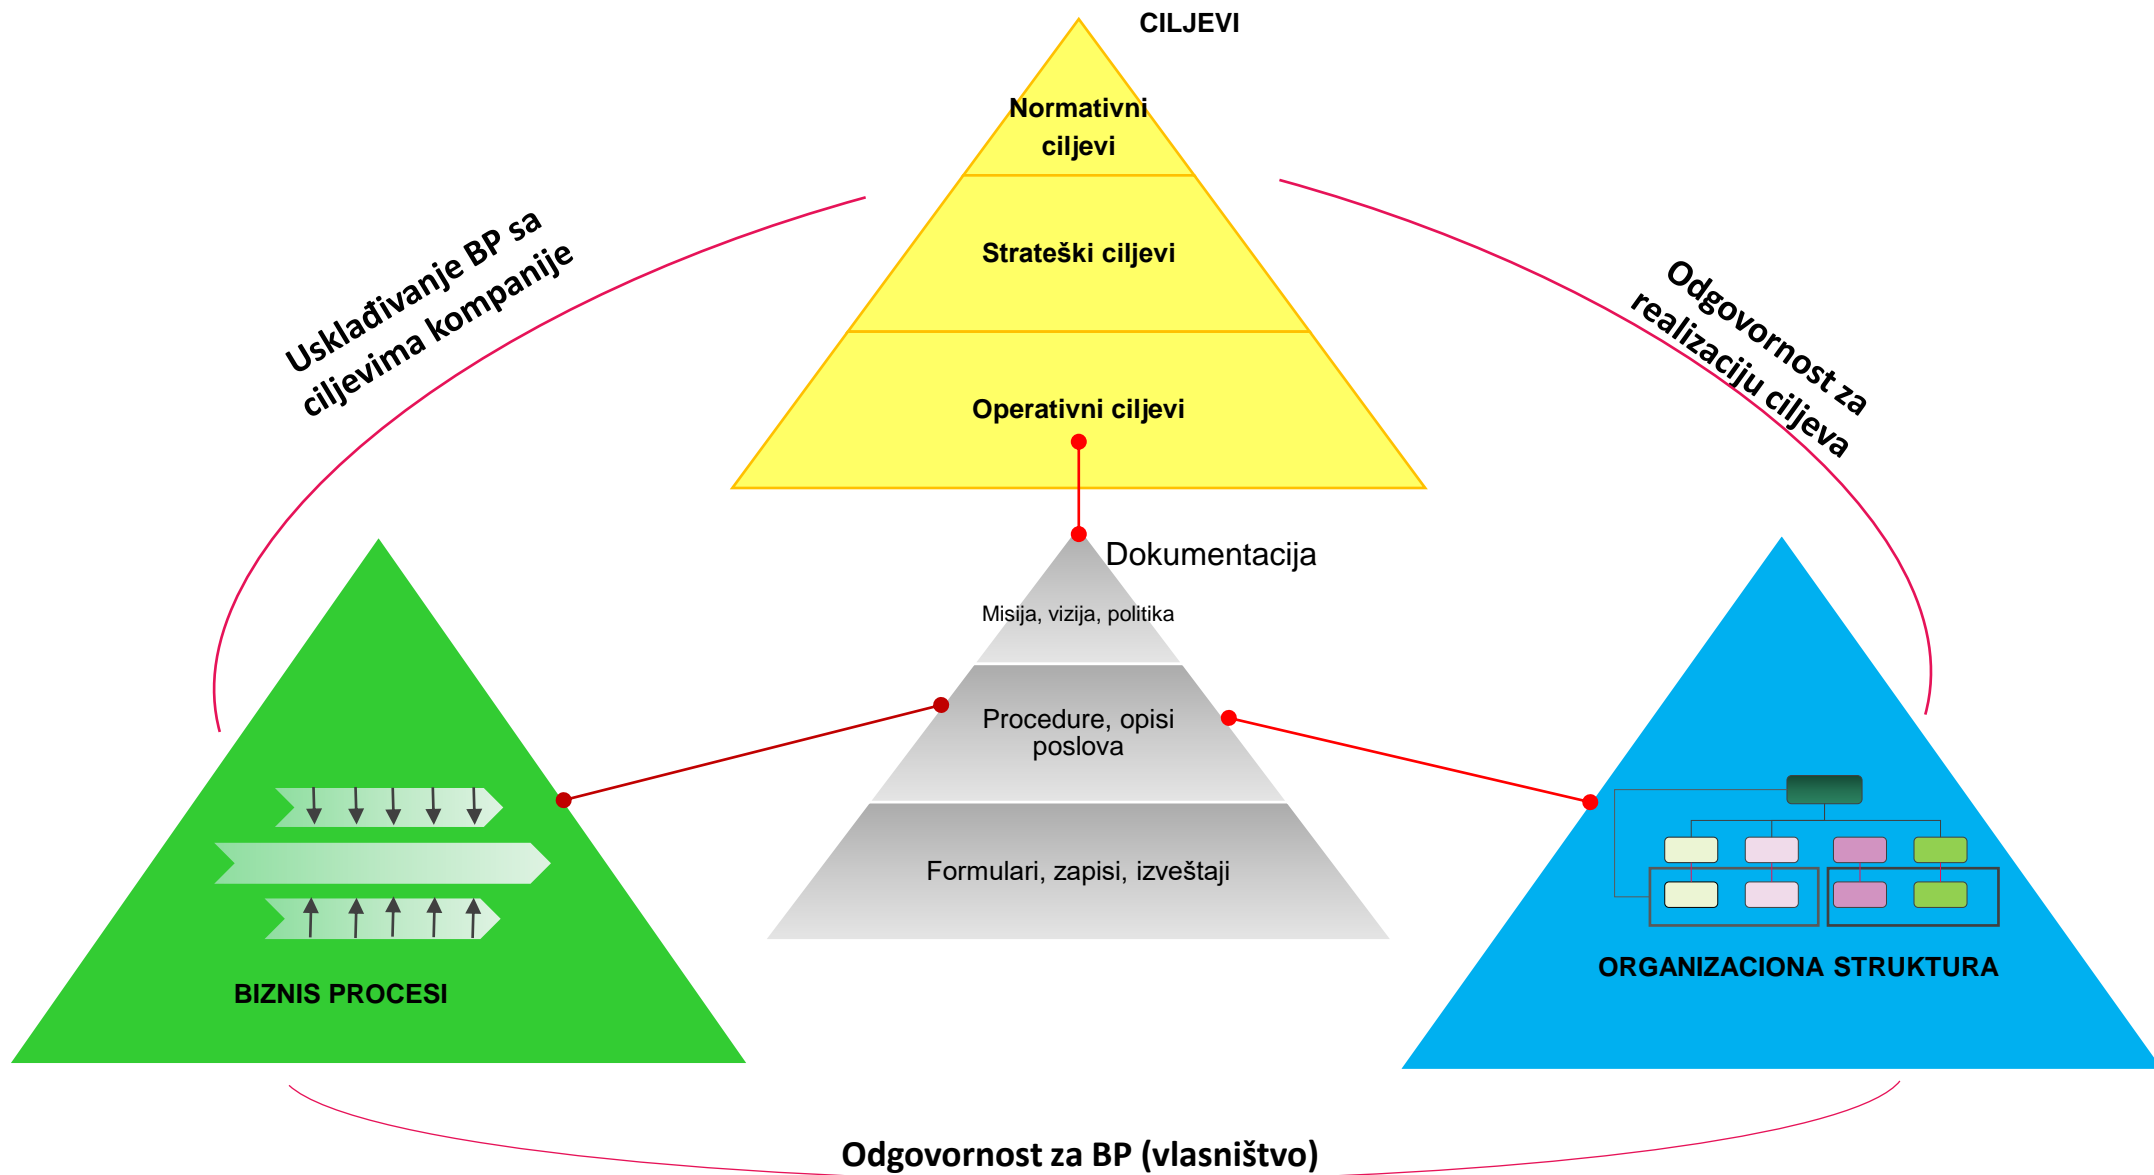 CILJEVI
Normativni
ciljevi
Strateški ciljevi
Operativni ciljevi
Usklađivanje BP sa
ciljevima kompanije
Odgovornost za
realizaciju ciljeva
Dokumentacija
Misija, vizija, politika
Procedure, opisi
poslova
Formulari, zapisi, izveštaji
BIZNIS PROCESI
ORGANIZACIONA STRUKTURA
Odgovornost za BP (vlasništvo)